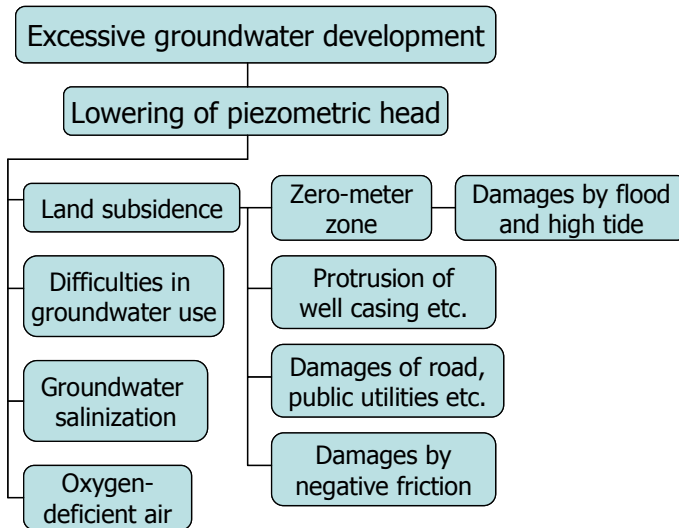 Excessive groundwater development
Lowering of piezometric head
Land subsidence
Zero-meter
zone
Damages by flood
and high tide
Difficulties in
groundwater use
Protrusion of
well casing etc.
Groundwater
salinization
Damages of road,
public utilities etc.
Oxygen-
deficient air
Damages by
negative friction